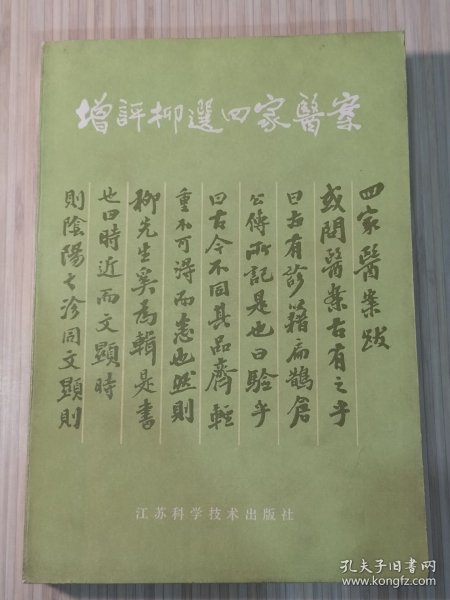 增評柳選四家醫案
四家醫案跋
或問醫案古有之乎
曰古有診籍扁鵲倉
公傳所記是也曰驗乎
曰古今不同其品齊輕
重不可得而悉也然則
柳先生奚爲輯是書
也曰時近而文顯時
則陰陽之診同文顯則
江苏科学技术出版社
孔夫子旧书网
www.kongfz.com